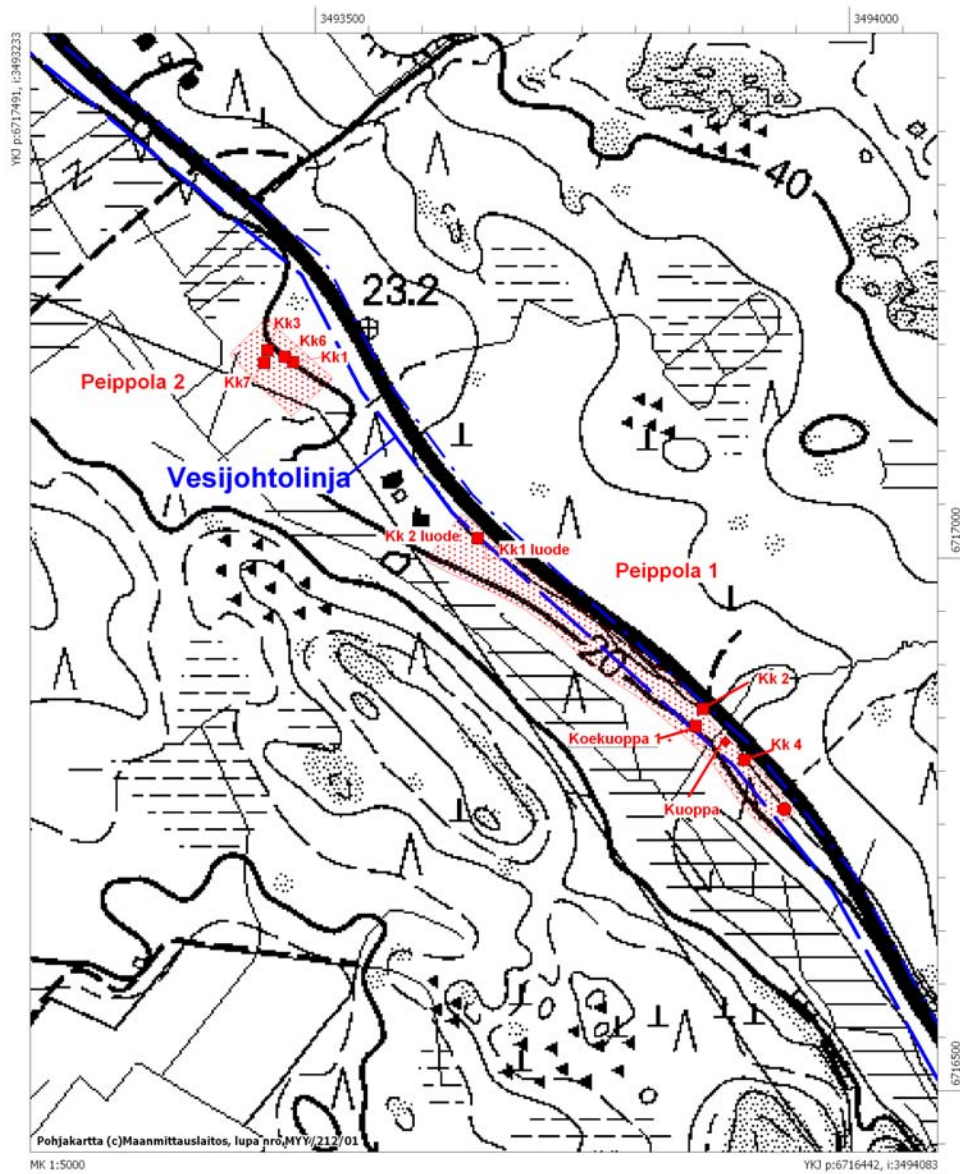 3493500
3494000
YKJ p:6717491, i:3493233
40
23.2
Kk3
Kk6
Kk1
Peippola 2
Kk7
Vesijohtolinja
Kk 2 luode
Kk1 luode
6717000
Peippola 1
20
Kk 2
Koekuoppa 1
Kk 4
Kuoppa
6716500
Pohjakartta (c)Maanmittauslaitos, lupa nro,MYY/212/01
MK 1:5000
YKJ p:6716442, i:3494083